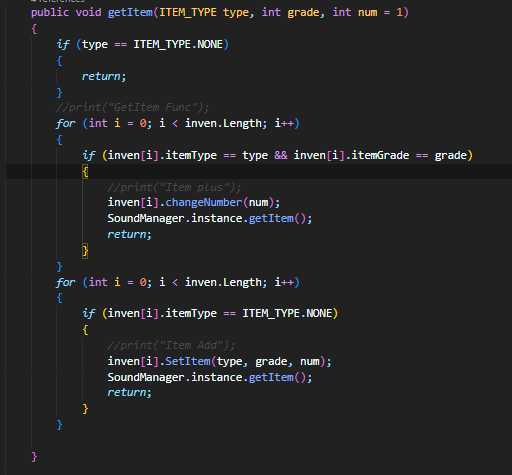 4 references
public void getItem(ITEM_TYPE type, int grade, int num = 1)
{
if (type == ITEM_TYPE.NONE)
{
return;
}
//print("GetItem Func");
for (int i = 0; i < inven.Length; i++)
{
if (inven[i].itemType == type && inven[i].itemGrade == grade)
{
//print("Item plus");
inven[i].changeNumber(num);
SoundManager.instance.getItem();
return;
}
}
for (int i = 0; i < inven.Length; i++)
{
if (inven[i].itemType == ITEM_TYPE.NONE)
{
//print("Item Add");
inven[i].SetItem(type, grade, num);
SoundManager.instance.getItem();
return;
}
}
}